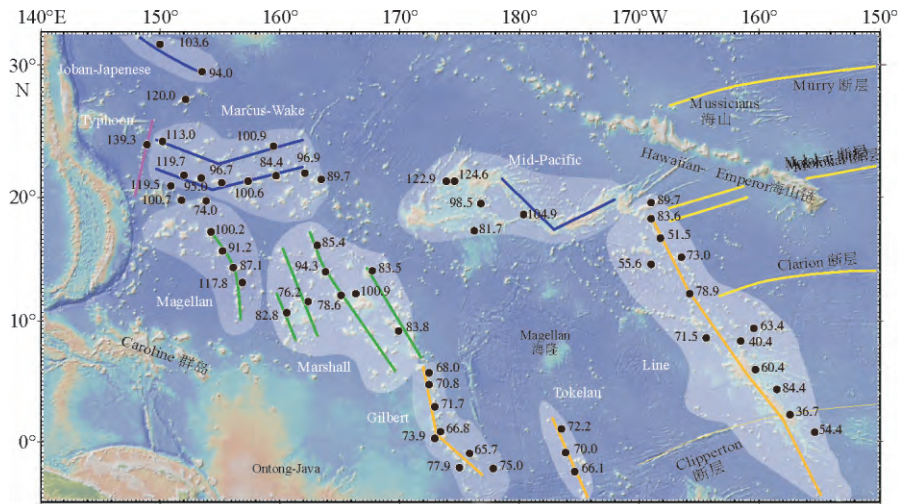 140°E
150°
160°
170°
180°
170°W
160°
150°
30°
N
20°
10°
0°
103.6
Joban-Japenese
94.0
120.0
Marcus-Wake
Typhoon
139.3
113.0
100.9
119.7
96.7
84.4
96.9
119.5
95.0
100.6
89.7
100.7
74.0
Mussicians
海山
Murry 断层
Mid-Pacific
122.9
124.6
98.5
104.9
81.7
Hawaiian-
Emperor海山链
89.7
83.6
51.5
55.6
73.0
Clarion 断层
78.9
100.2
91.2
87.1
117.8
Magellan
85.4
94.3
83.5
76.2
78.6
100.9
82.8
83.8
Marshall
Caroline 群岛
Magellan
海隆
71.5
63.4
40.4
Line
60.4
84.4
36.7
54.4
68.0
70.8
71.7
Gilbert
66.8
73.9
65.7
77.9
75.0
Tokelau
72.2
70.0
66.1
Clipperton
断层
Ontong-Java